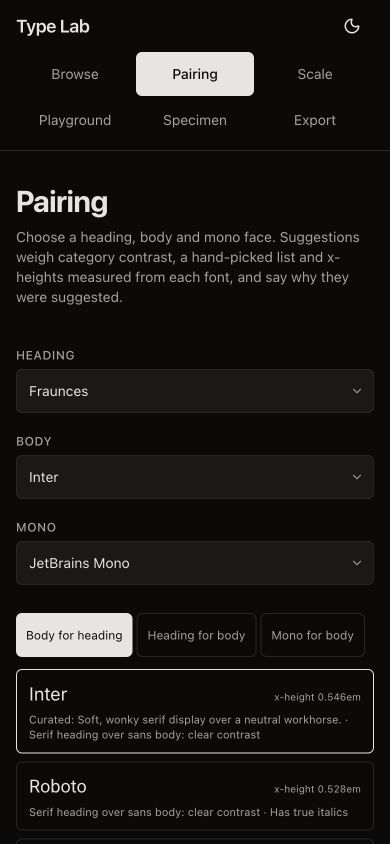 Type Lab
Browse
Pairing
Scale
Playground
Specimen
Export
Pairing
Choose a heading, body and mono face. Suggestions
weigh category contrast, a hand-picked list and x-
heights measured from each font, and say why they
were suggested.
HEADING
Fraunces
BODY
Inter
MONO
JetBrains Mono
Body for heading
Heading for body
Mono for body
Inter
x-height 0.546em
Curated: Soft, wonky serif display over a neutral workhorse. ·
Serif heading over sans body: clear contrast
Roboto
x-height 0.528em
Serif heading over sans body: clear contrast · Has true italics